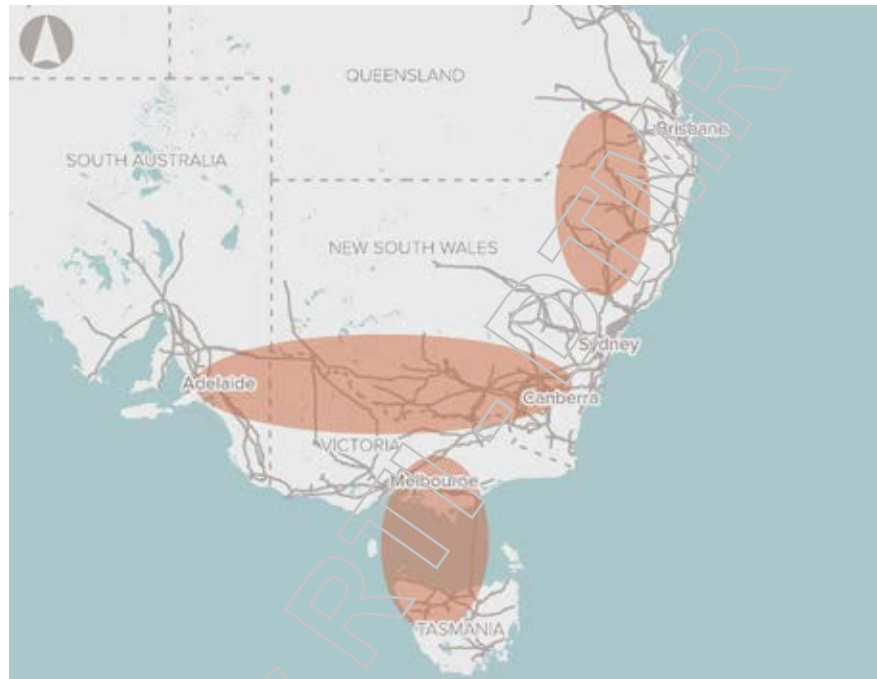 QUEENSLAND
Brisbane
SOUTH AUSTRALIA
NEW SOUTH WALES
Sydney
Adelaide
Canberra
VICTORIA
Melbourne
TASMANIA